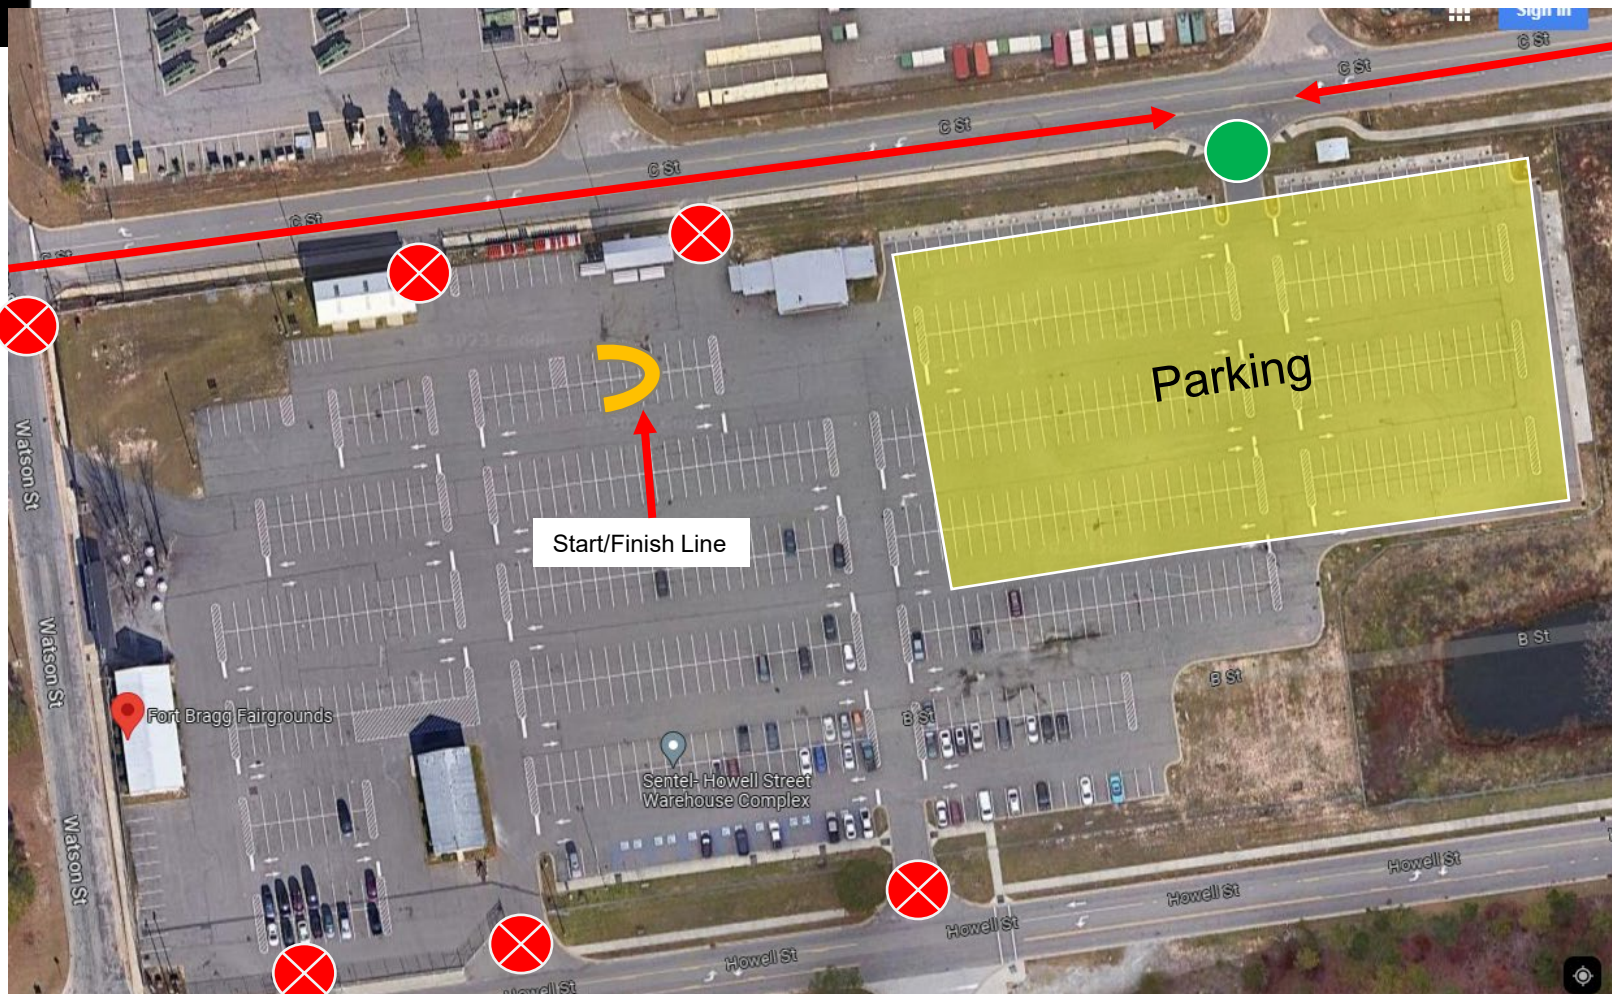 Sign in
C St
C St
C St
C St
C St
C St
Parking
Watson St
Start/Finish Line
Watson St
B St
B St
Fort Bragg Fairgrounds
B St
Sentel- Howell Street
Warehouse Complex
Watson St
Howell St
Howell St
Howell St
Howell St
Howell St